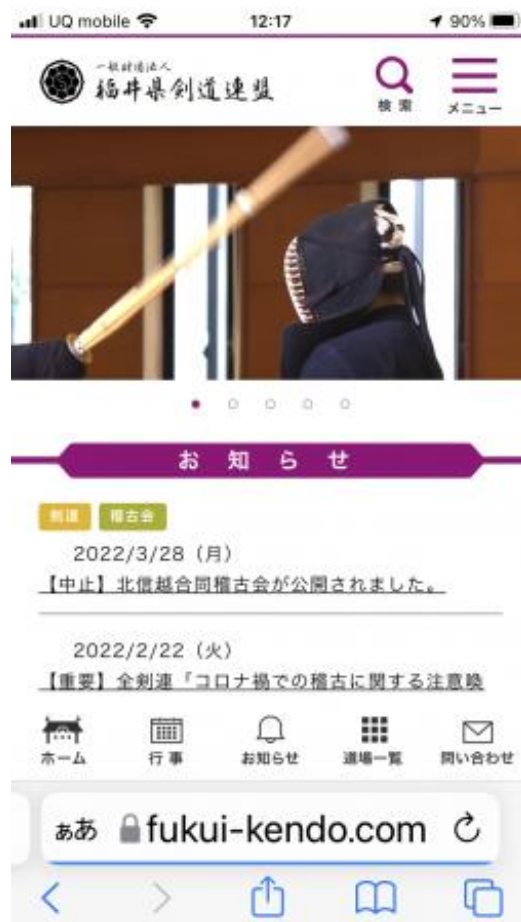 UQ mobile 12:17 90%
一般財団法人
福井県剣道連盟
検索
メニュー
お知らせ
剣道 稽古会
2022/3/28（月）
【中止】北信越合同稽古会が公開されました。
2022/2/22（火）
【重要】全剣連「コロナ禍での稽古に関する注意喚
ホーム 行事 お知らせ 道場一覧 問い合わせ
ぁあ fukui-kendo.com